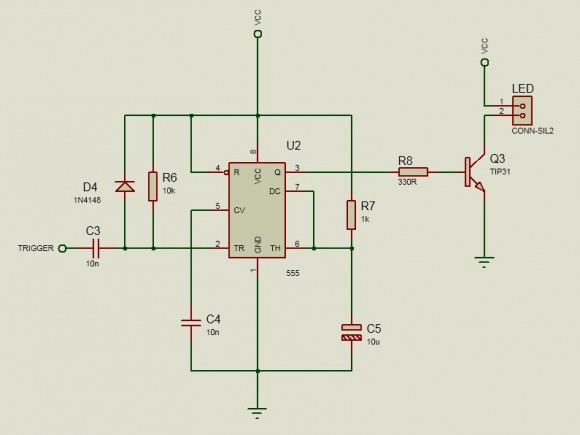 VCC
VCC
LED
1
2
CONN-SIL2
U2
8
4
R
VCC
Q
3
R8
330R
Q3
TIP31
D4
1N4148
R6
10k
DC
7
5
CV
R7
1k
TRIGGER
C3
10n
2
TR
GND
TH
6
1
555
C4
10n
C5
10u